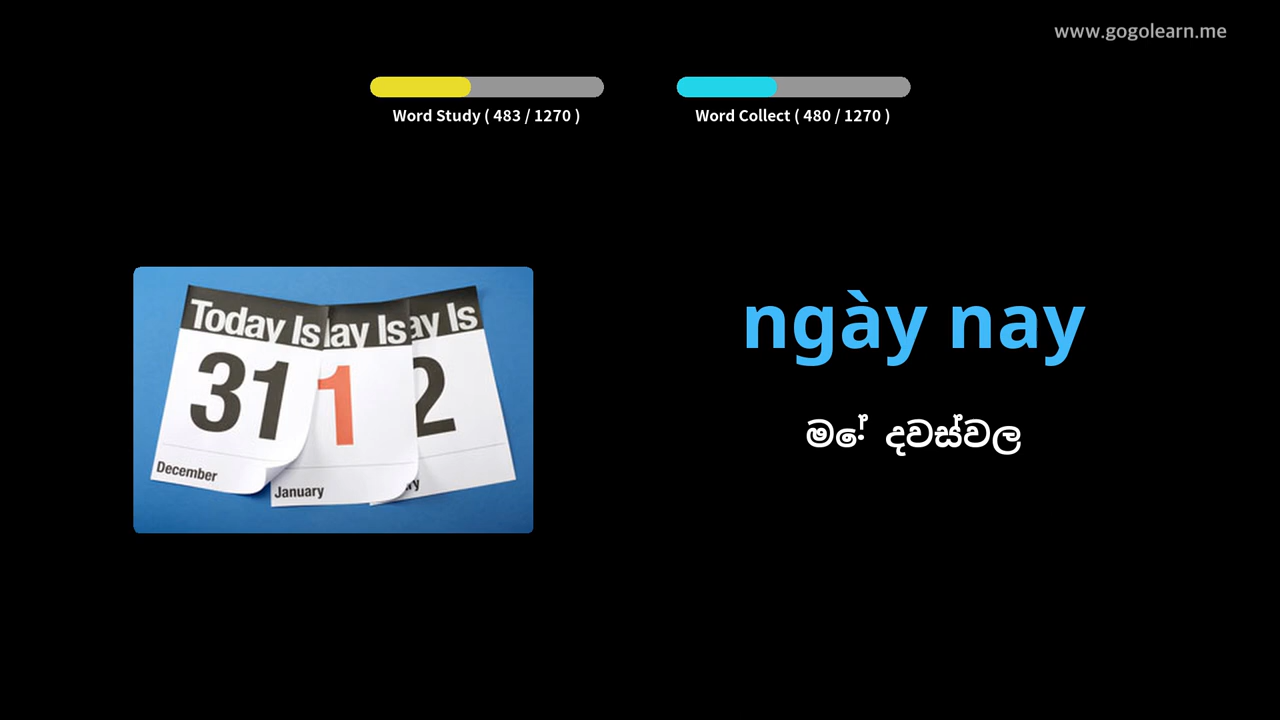 www.gogolearn.me
Word Study ( 483 / 1270 )
Word Collect ( 480 / 1270 )
Today Is
ay Is
ay Is
31
1
2
December
January
ry
ngày nay
මේ දවස්වල